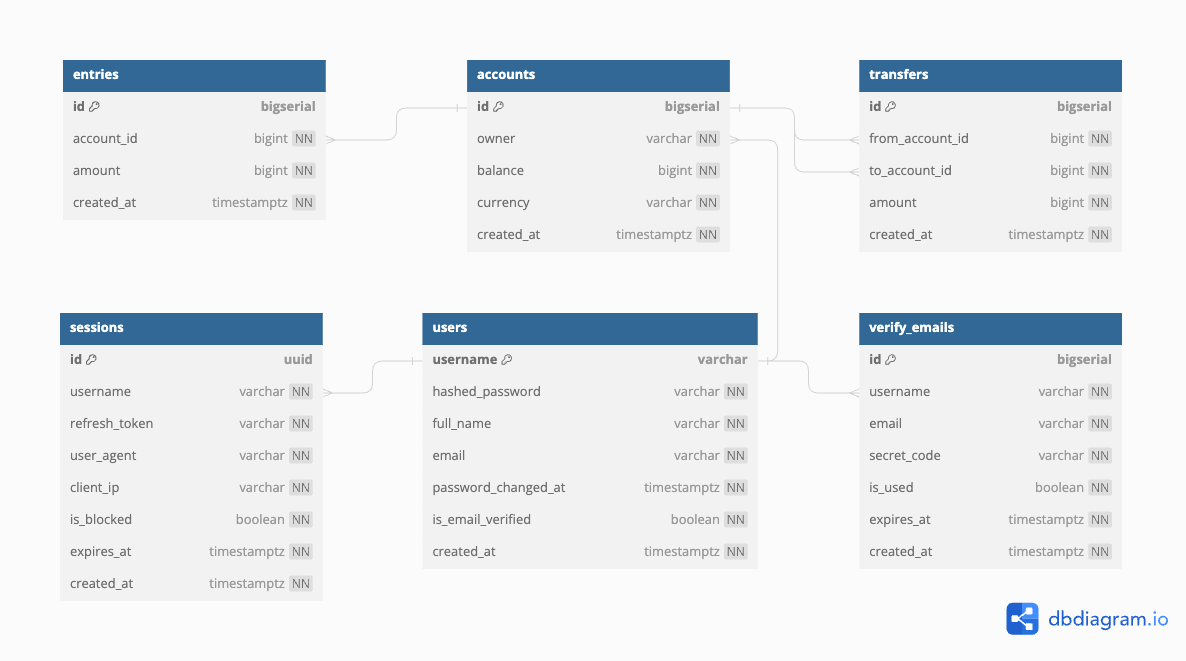 entries
id bigserial
account_id bigint NN
amount bigint NN
created_at timestamptz NN
accounts
id bigserial
owner varchar NN
balance bigint NN
currency varchar NN
created_at timestamptz NN
transfers
id bigserial
from_account_id bigint NN
to_account_id bigint NN
amount bigint NN
created_at timestamptz NN
sessions
id uuid
username varchar NN
refresh_token varchar NN
user_agent varchar NN
client_ip varchar NN
is_blocked boolean NN
expires_at timestamptz NN
created_at timestamptz NN
users
username varchar
hashed_password varchar NN
full_name varchar NN
email varchar NN
password_changed_at timestamptz NN
is_email_verified boolean NN
created_at timestamptz NN
verify_emails
id bigserial
username varchar NN
email varchar NN
secret_code varchar NN
is_used boolean NN
expires_at timestamptz NN
created_at timestamptz NN
dbdiagram.io